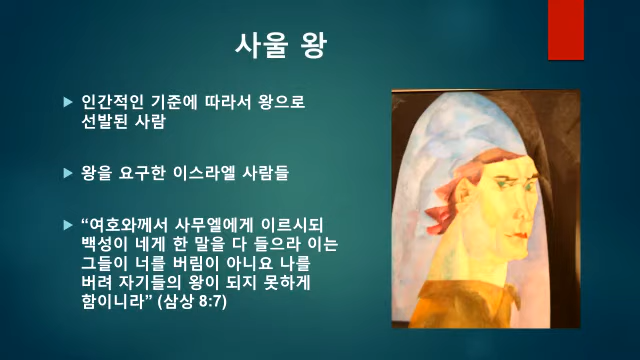 사울 왕
▶ 인간적인 기준에 따라서 왕으로
선발된 사람
▶ 왕을 요구한 이스라엘 사람들
▶ “여호와께서 사무엘에게 이르시되
백성이 네게 한 말을 다 들으라 이는
그들이 너를 버림이 아니요 나를
버려 자기들의 왕이 되지 못하게
함이니라” (삼상 8:7)